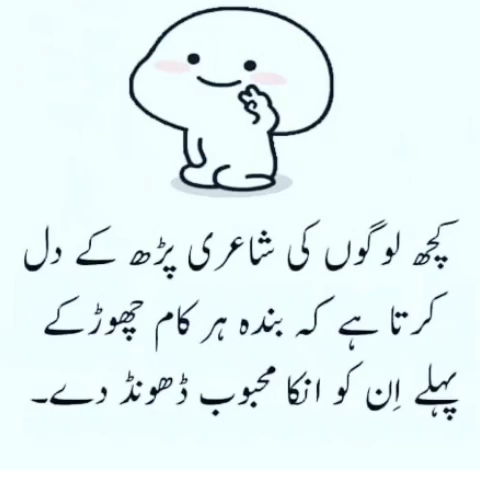 کچھ لوگوں کی شاعری پڑھ کے دل
کرتا ہے کہ بندہ ہر کام چھوڑ کے
پہلے اِن کو انکا محبوب ڈھونڈ دے۔